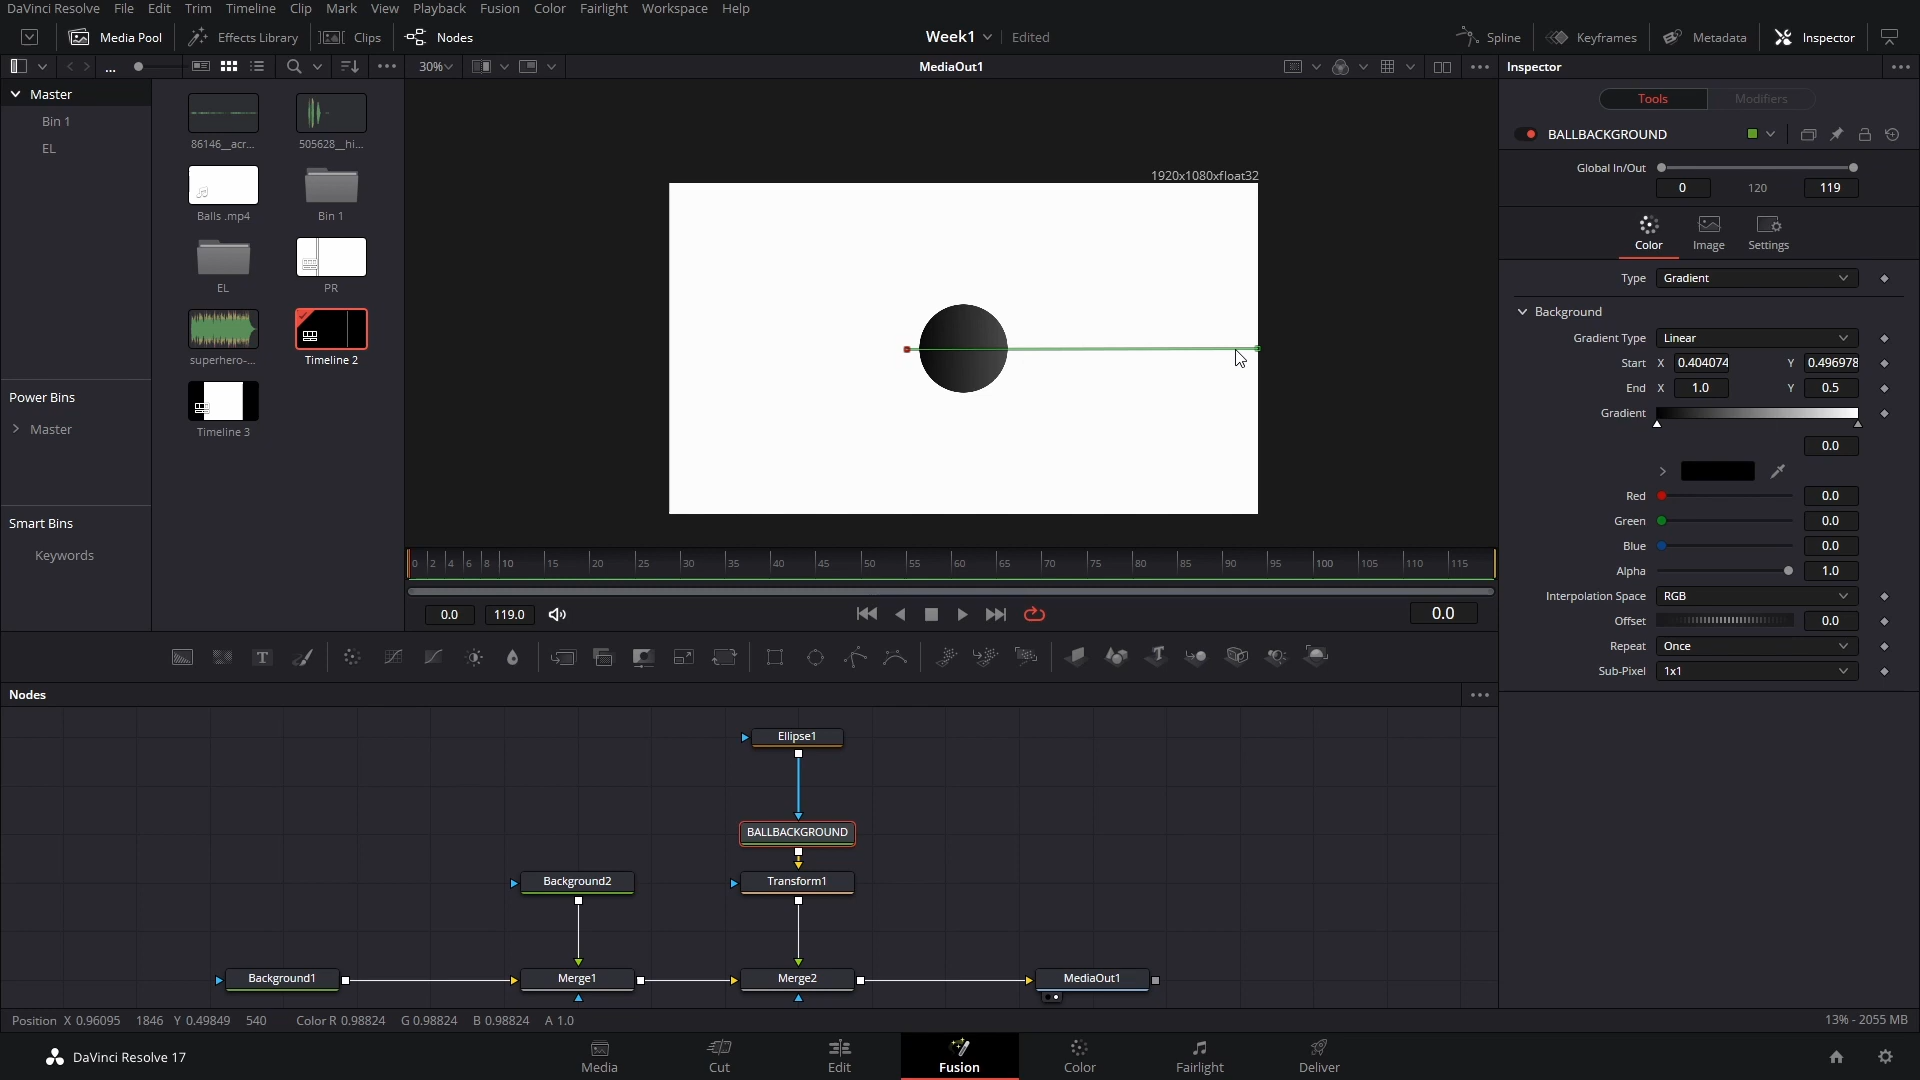 DaVinci Resolve File Edit Trim Timeline Clip Mark View Playback Fusion Color Fairlight Workspace Help
Media Pool Effects Library Clips Nodes Week1 Edited Spline Keyframes Metadata Inspector
... 30% MediaOut1 Inspector
Master
Bin 1
EL
86146__acr...
505628__hi...
Balls .mp4
Bin 1
EL
PR
superhero-...
Timeline 2
Timeline 3
Power Bins
Master
Smart Bins
Keywords
1920x1080xfloat32
0 2 4 6 8 10 15 20 25 30 35 40 45 50 55 60 65 70 75 80 85 90 95 100 105 110 115
0.0 119.0 0.0
Tools Modifiers
BALLBACKGROUND
Global In/Out
0 120 119
Color Image Settings
Type Gradient
Background
Gradient Type Linear
Start X 0.404074 Y 0.496978
End X 1.0 Y 0.5
Gradient
0.0
Red 0.0
Green 0.0
Blue 0.0
Alpha 1.0
Interpolation Space RGB
Offset 0.0
Repeat Once
Sub-Pixel 1x1
Nodes
Ellipse1
BALLBACKGROUND
Background2 Transform1
Background1 Merge1 Merge2 MediaOut1
Position X 0.96095 1846 Y 0.49849 540 Color R 0.98824 G 0.98824 B 0.98824 A 1.0 13% - 2055 MB
DaVinci Resolve 17 Media Cut Edit Fusion Color Fairlight Deliver